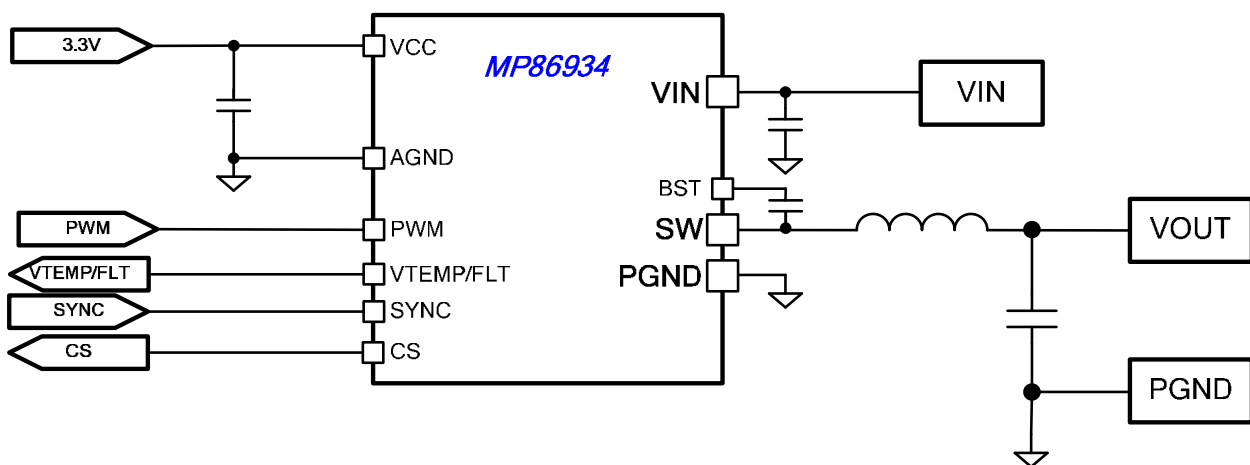 3.3V
VCC
MP86934
VIN
VIN
AGND
BST
PWM
PWM
SW
VOUT
VTEMP/FLT
VTEMP/FLT
PGND
SYNC
SYNC
CS
CS
PGND